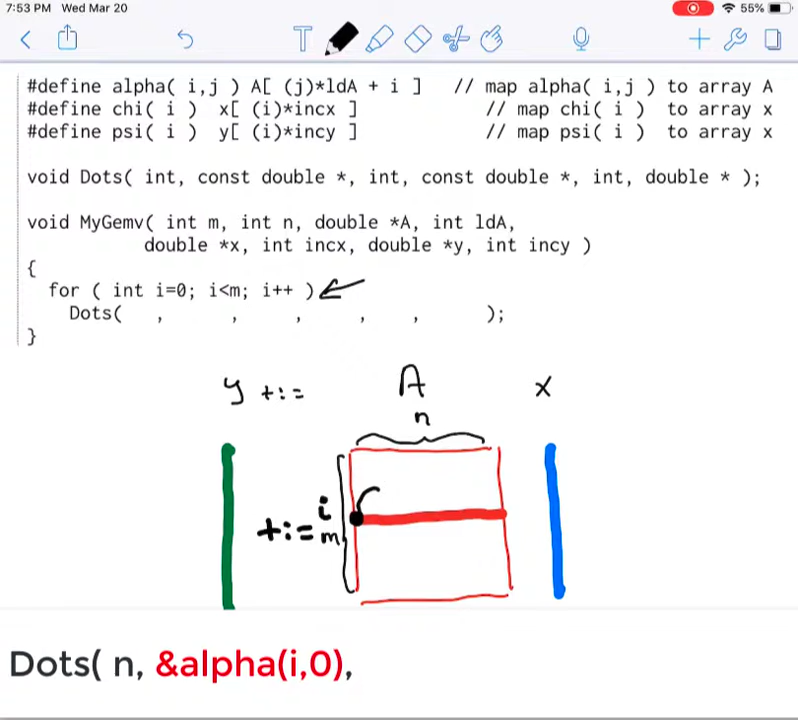 7:53 PM Wed Mar 20 55%
T
#define alpha( i,j ) A[ (j)*ldA + i ] // map alpha( i,j ) to array A
#define chi( i ) x[ (i)*incx ] // map chi( i ) to array x
#define psi( i ) y[ (i)*incy ] // map psi( i ) to array x
void Dots( int, const double *, int, const double *, int, double * );
void MyGemv( int m, int n, double *A, int ldA,
double *x, int incx, double *y, int incy )
{
for ( int i=0; i<m; i++ )
Dots( , , , , , );
}
y +:= A x
n
i
+:= m
Dots( n, &alpha(i,0),